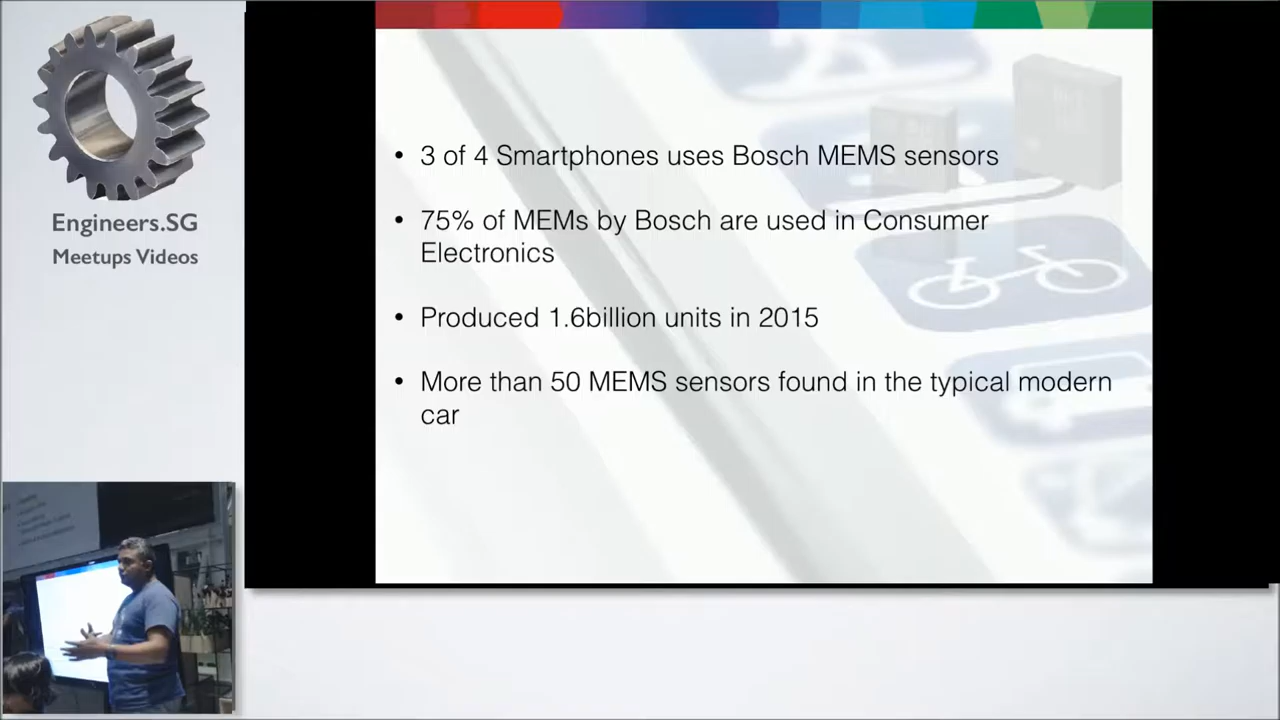 Engineers.SG
Meetups Videos
• 3 of 4 Smartphones uses Bosch MEMS sensors
• 75% of MEMs by Bosch are used in Consumer
Electronics
• Produced 1.6billion units in 2015
• More than 50 MEMS sensors found in the typical modern
car